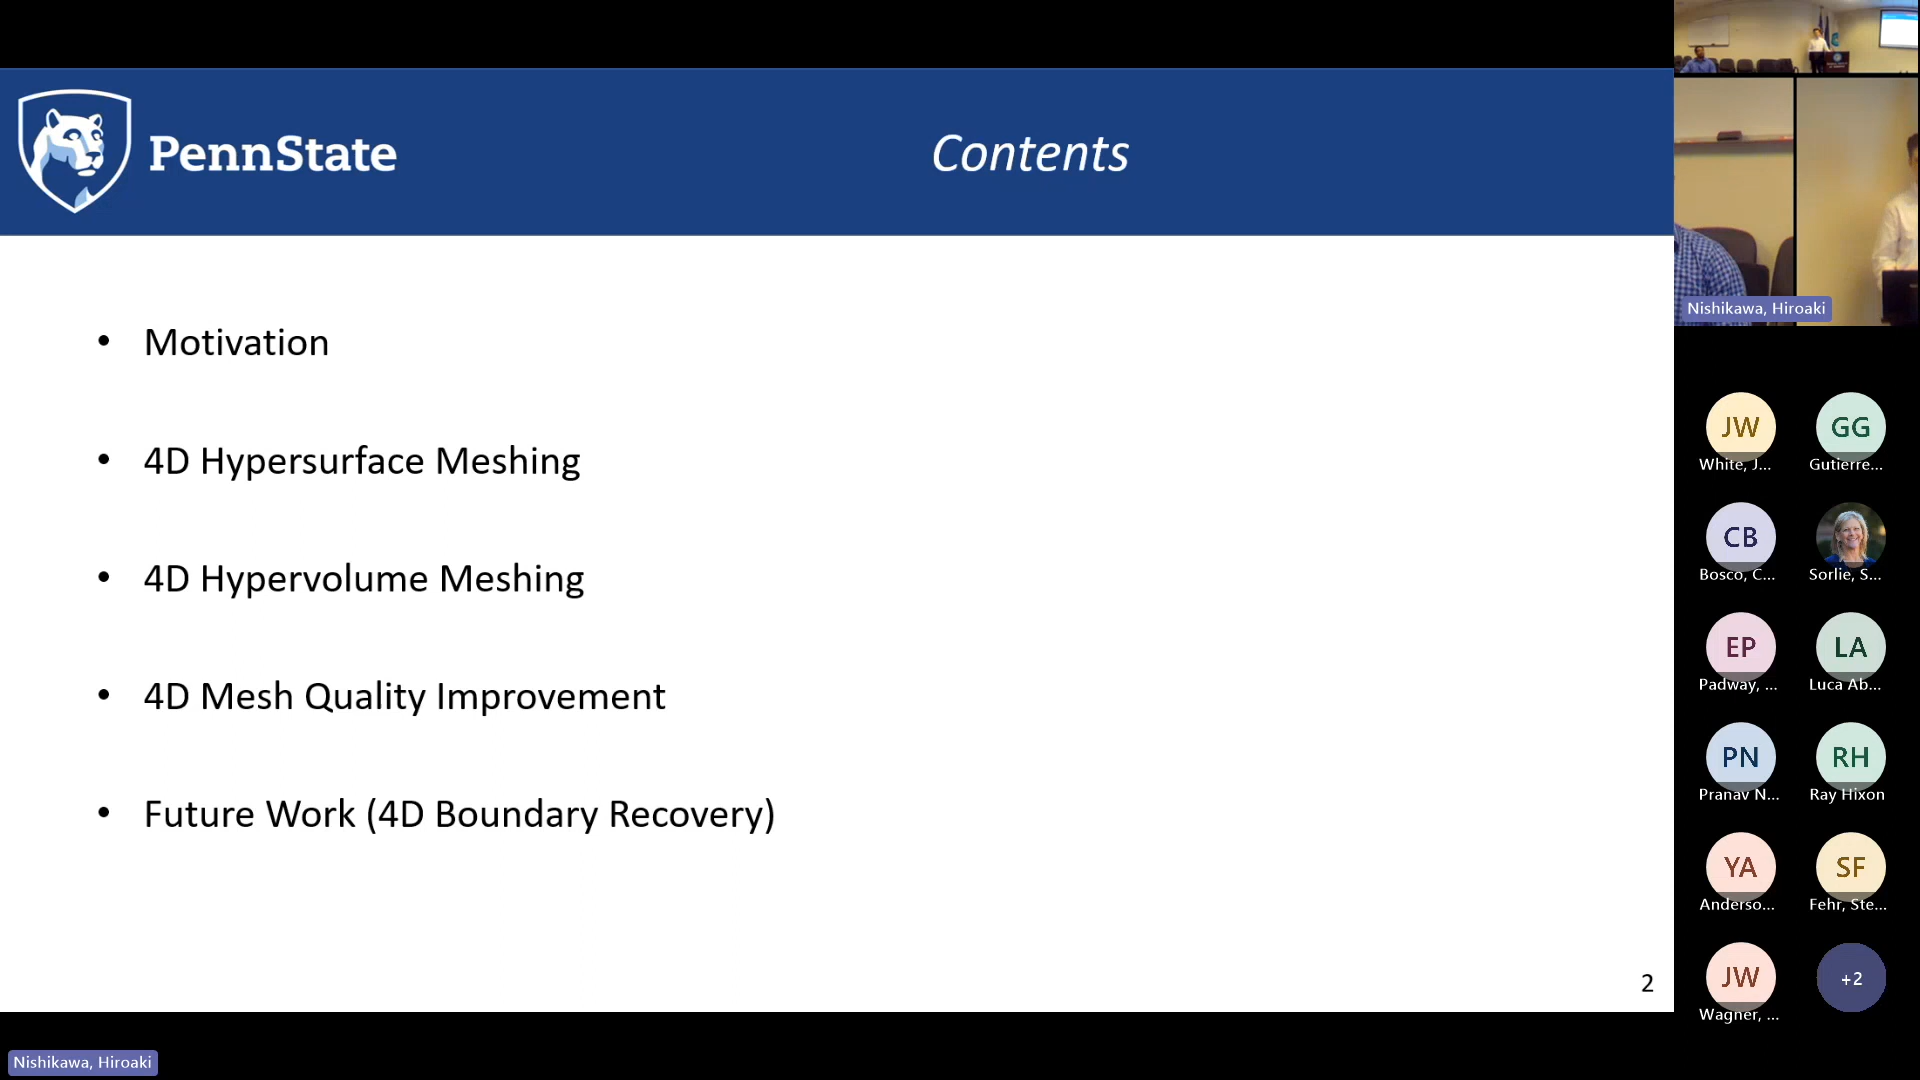 PennState
Contents
• Motivation
• 4D Hypersurface Meshing
• 4D Hypervolume Meshing
• 4D Mesh Quality Improvement
• Future Work (4D Boundary Recovery)
2
Nishikawa, Hiroaki
Nishikawa, Hiroaki
JW
White, J...
GG
Gutierre...
CB
Bosco, C...
Sorlie, S...
EP
Padway, ...
LA
Luca Ab...
PN
Pranav N...
RH
Ray Hixon
YA
Anderso...
SF
Fehr, Ste...
JW
Wagner, ...
+2